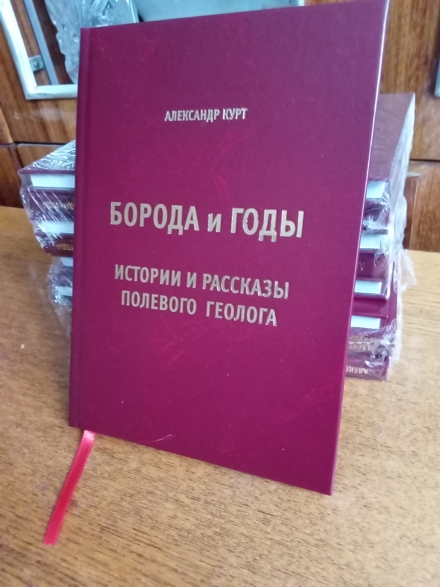 АЛЕКСАНДР КУРТ
БОРОДА и ГОДЫ
ИСТОРИИ И РАССКАЗЫ
ПОЛЕВОГО ГЕОЛОГА